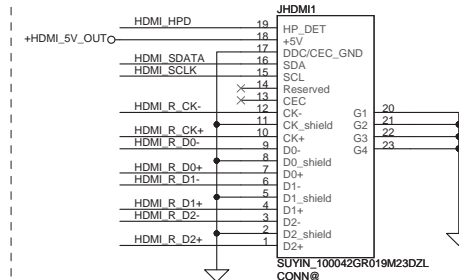 JHDMI1
HDMI_HPD 19 HP_DET
+HDMI_5V_OUT 18 +5V
17 DDC/CEC_GND
HDMI_SDATA 16 SDA
HDMI_SCLK 15 SCL
14 Reserved
13 CEC
HDMI_R_CK- 12 CK- G1 20
11 CK_shield G2 21
HDMI_R_CK+ 10 CK+ G3 22
HDMI_R_D0- 9 D0- G4 23
8 D0_shield
HDMI_R_D0+ 7 D0+
HDMI_R_D1- 6 D1-
5 D1_shield
HDMI_R_D1+ 4 D1+
HDMI_R_D2- 3 D2-
2 D2_shield
HDMI_R_D2+ 1 D2+
SUYIN_100042GR019M23DZL
CONN@